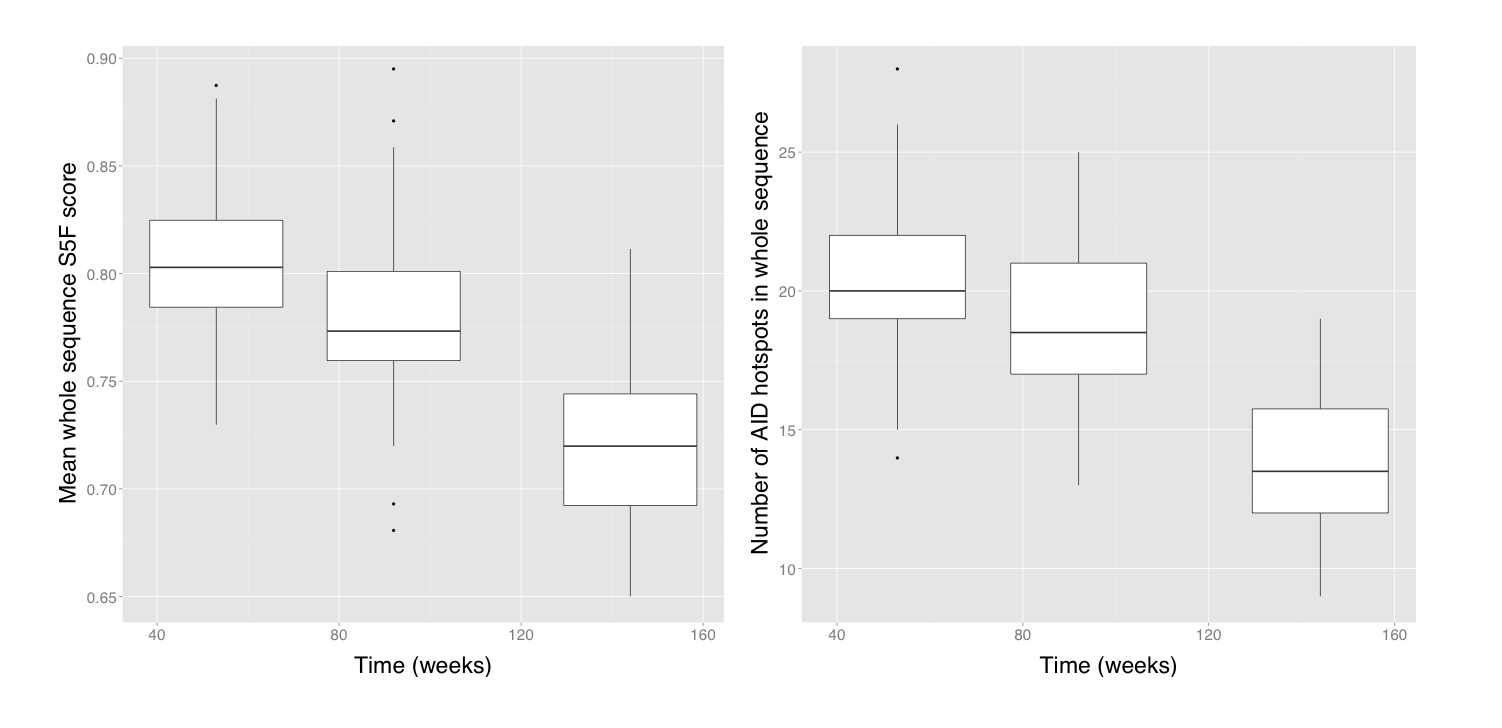 Mean whole sequence S5F score
0.90
0.85
0.80
0.75
0.70
0.65
40 80 120 160
Time (weeks)
Number of AID hotspots in whole sequence
25
20
15
10
40 80 120 160
Time (weeks)